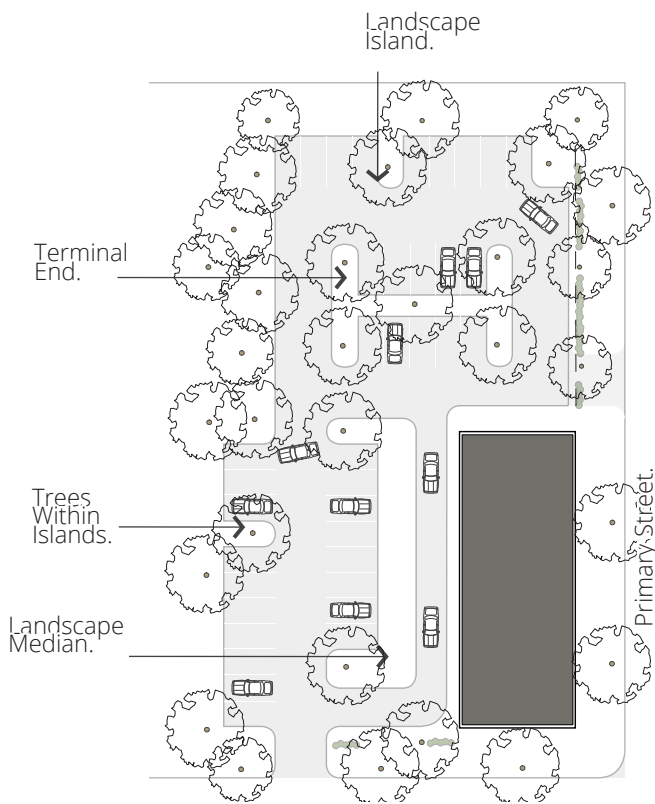 Landscape
Island.
Terminal
End.
Trees
Within
Islands.
Landscape
Median.
Primary Street.